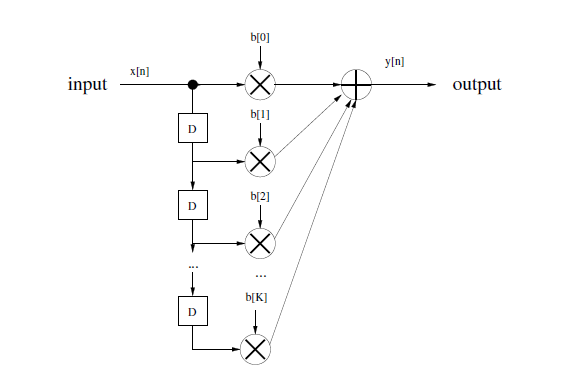 b[0]
x[n]
y[n]
input
output
b[1]
D
b[2]
D
...
...
b[K]
D